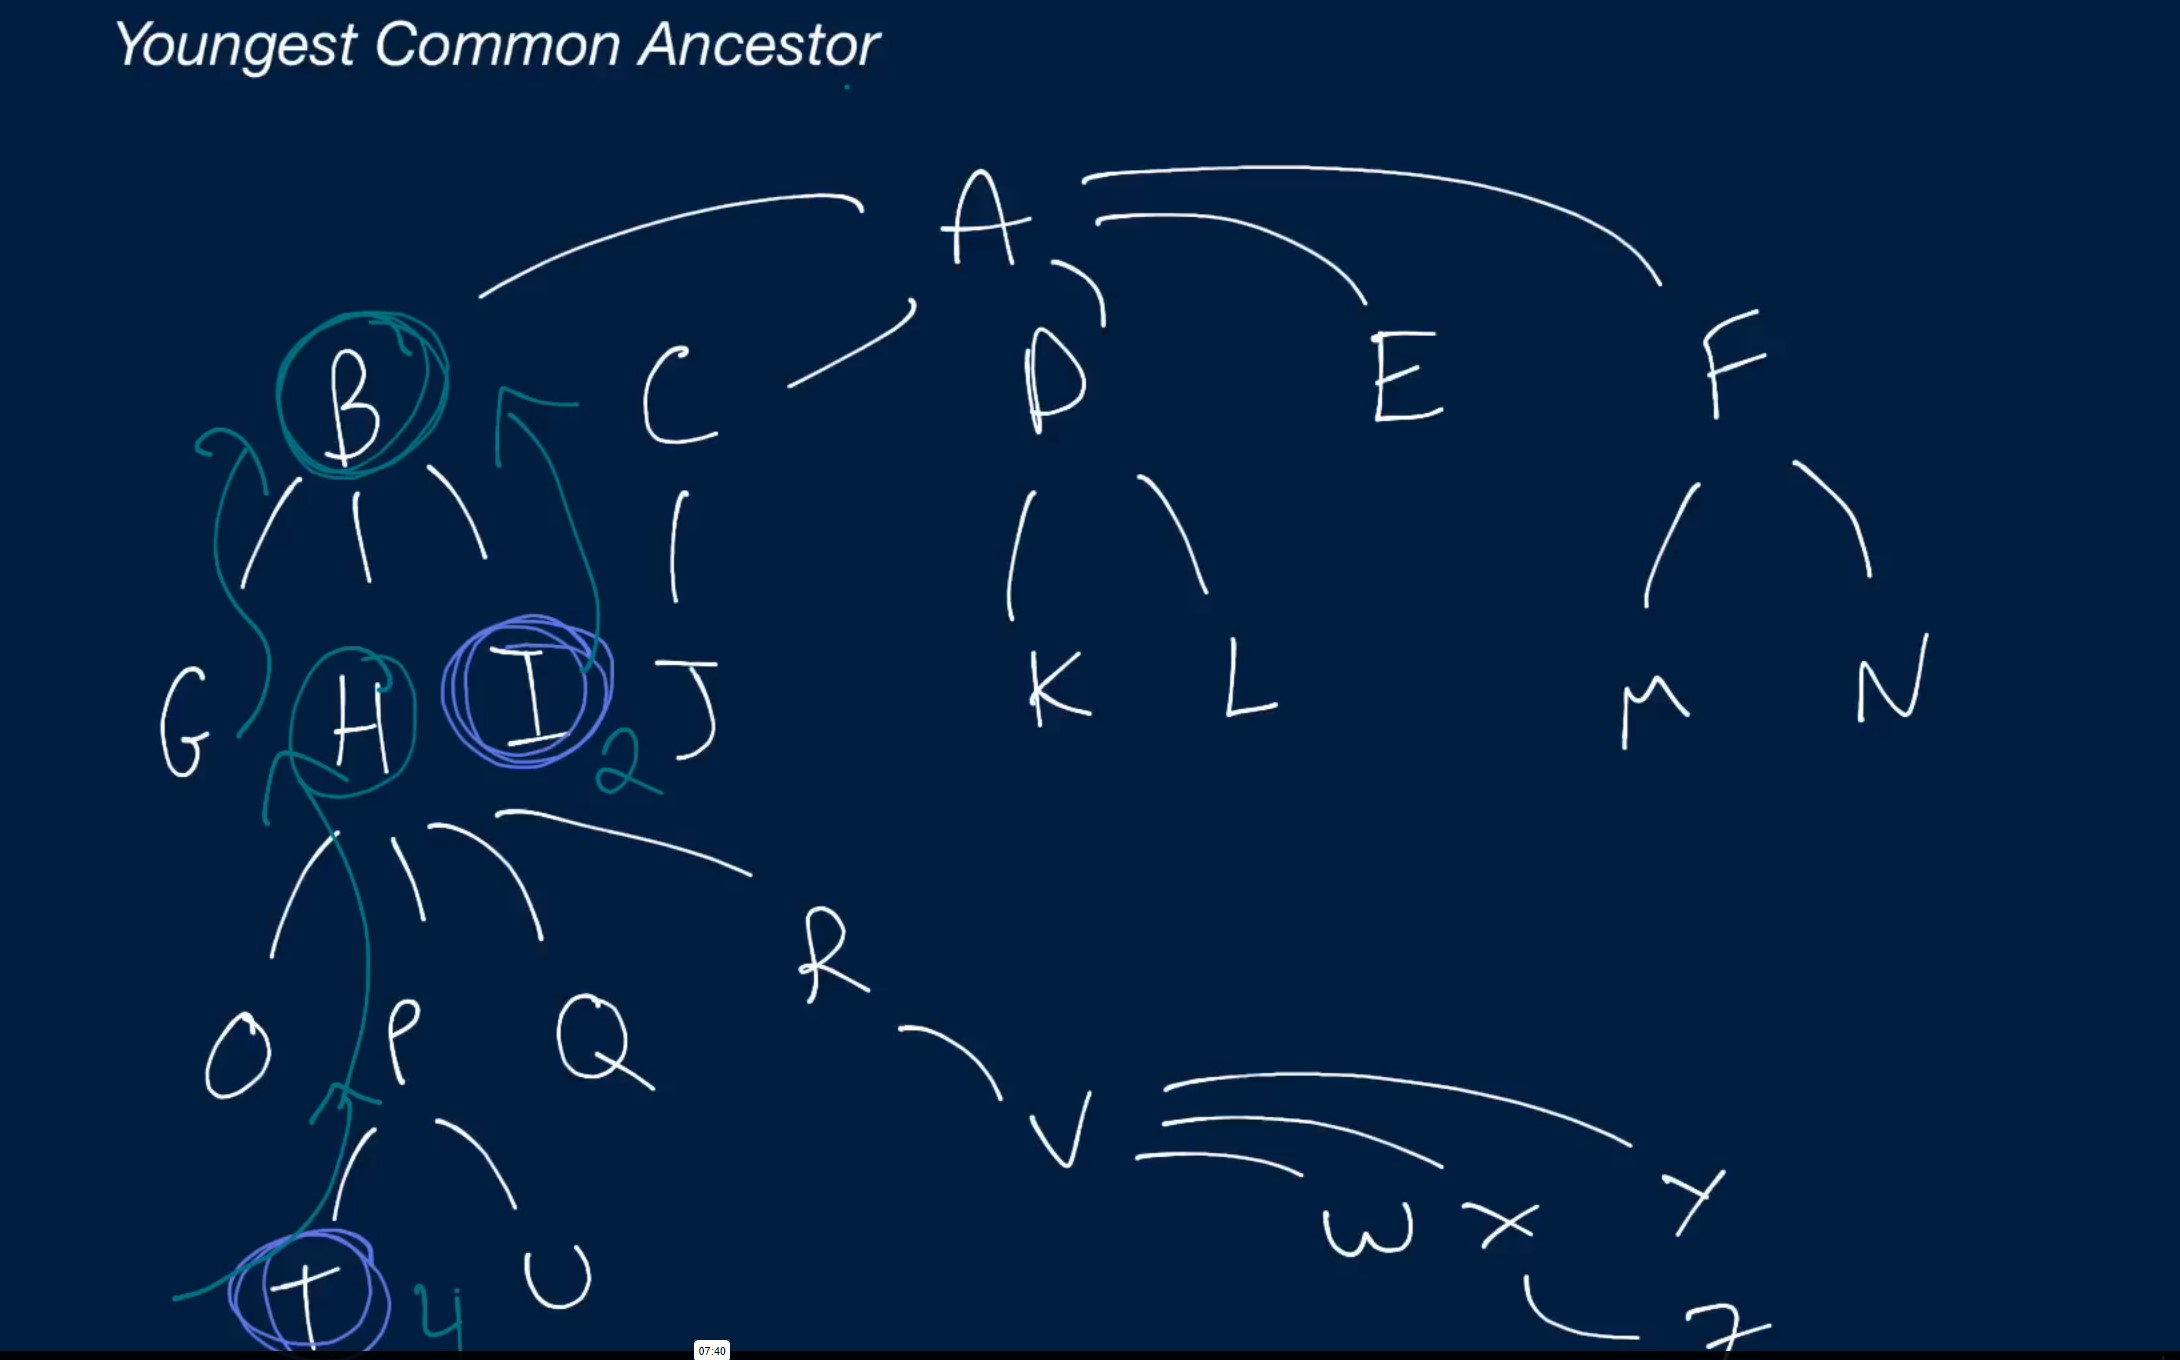 Youngest Common Ancestor
A
B C D E F
G H I J K L M N
2
O P Q R
V
W X Y
T U Z
4
07:40